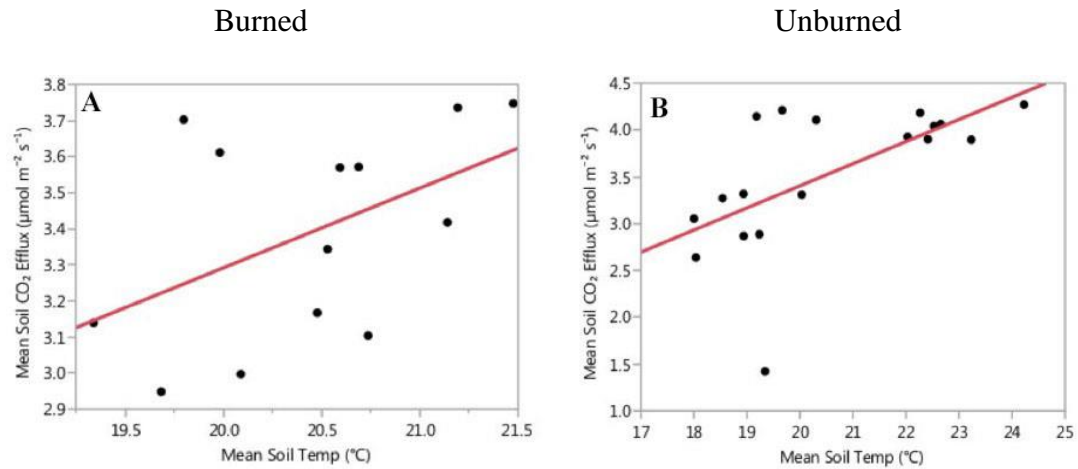 Burned
Unburned
A
3.8
3.7
3.6
3.5
3.4
3.3
3.2
3.1
3.0
2.9
Mean Soil CO₂ Efflux (µmol m⁻² s⁻¹)
19.5 20.0 20.5 21.0 21.5
Mean Soil Temp (°C)
B
4.5
4.0
3.5
3.0
2.5
2.0
1.5
1.0
Mean Soil CO₂ Efflux (µmol m⁻² s⁻¹)
17 18 19 20 21 22 23 24 25
Mean Soil Temp (°C)